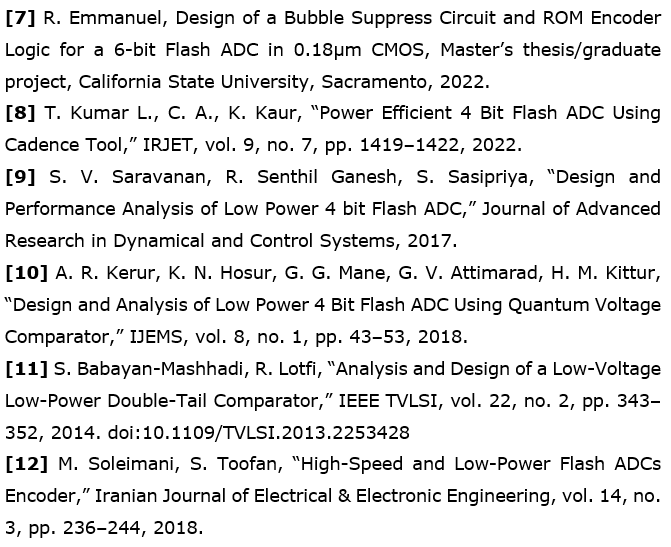 [7] R. Emmanuel, Design of a Bubble Suppress Circuit and ROM Encoder
Logic for a 6-bit Flash ADC in 0.18µm CMOS, Master’s thesis/graduate
project, California State University, Sacramento, 2022.
[8] T. Kumar L., C. A., K. Kaur, “Power Efficient 4 Bit Flash ADC Using
Cadence Tool,” IRJET, vol. 9, no. 7, pp. 1419–1422, 2022.
[9] S. V. Saravanan, R. Senthil Ganesh, S. Sasipriya, “Design and
Performance Analysis of Low Power 4 bit Flash ADC,” Journal of Advanced
Research in Dynamical and Control Systems, 2017.
[10] A. R. Kerur, K. N. Hosur, G. G. Mane, G. V. Attimarad, H. M. Kittur,
“Design and Analysis of Low Power 4 Bit Flash ADC Using Quantum Voltage
Comparator,” IJEMS, vol. 8, no. 1, pp. 43–53, 2018.
[11] S. Babayan-Mashhadi, R. Lotfi, “Analysis and Design of a Low-Voltage
Low-Power Double-Tail Comparator,” IEEE TVLSI, vol. 22, no. 2, pp. 343–
352, 2014. doi:10.1109/TVLSI.2013.2253428
[12] M. Soleimani, S. Toofan, “High-Speed and Low-Power Flash ADCs
Encoder,” Iranian Journal of Electrical & Electronic Engineering, vol. 14, no.
3, pp. 236–244, 2018.